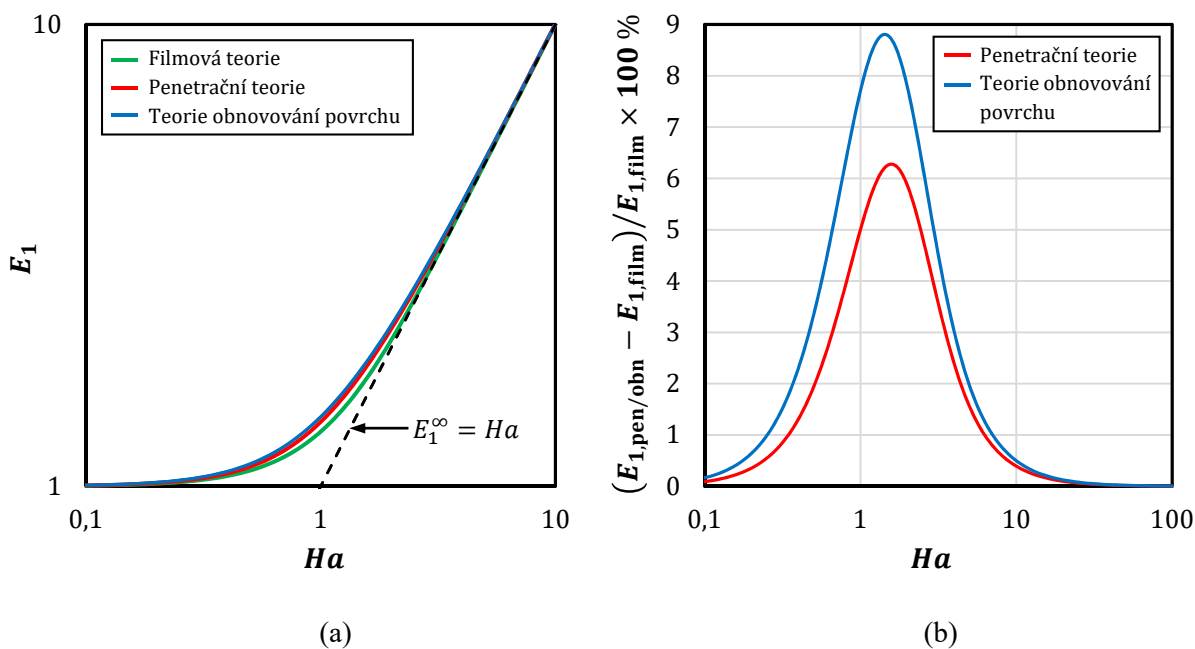 10
Filmová teorie
Penetrační teorie
Teorie obnovování povrchu
E₁
E₁^∞ = Ha
1
0,1 1 10
Ha
(a)
(E₁,pen/obn − E₁,film)/E₁,film × 100 %
9
8
7
6
5
4
3
2
1
0
Penetrační teorie
Teorie obnovování
povrchu
0,1 1 10 100
Ha
(b)